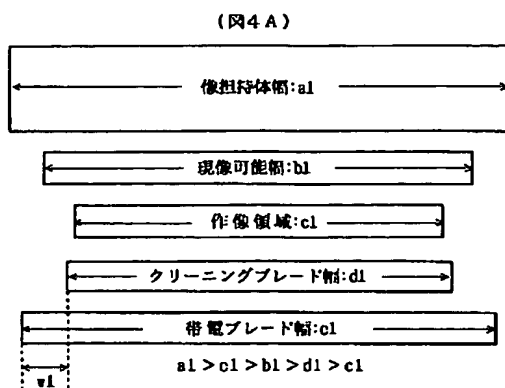 (図4A)
像担持体幅:a1
現像可能幅:b1
作像領域:c1
クリーニングブレード幅:d1
帯電ブレード幅:c1
a1>c1>b1>d1>c1
w1